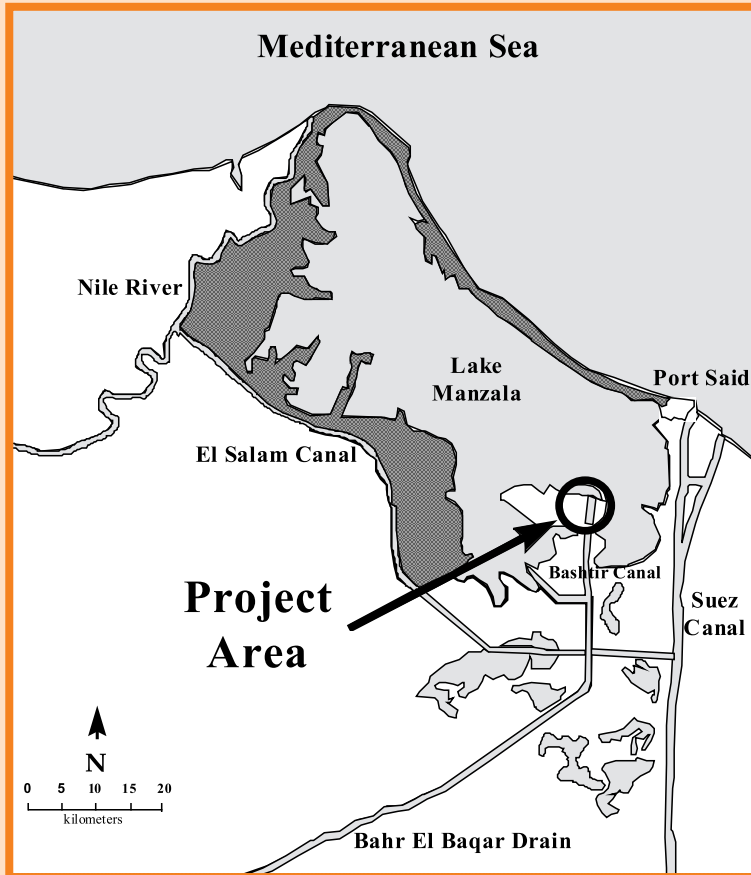 Mediterranean Sea
Nile River
Lake
Manzala
Port Said
El Salam Canal
Bashtir Canal
Project
Area
Suez
Canal
N
0 5 10 15 20
kilometers
Bahr El Baqar Drain